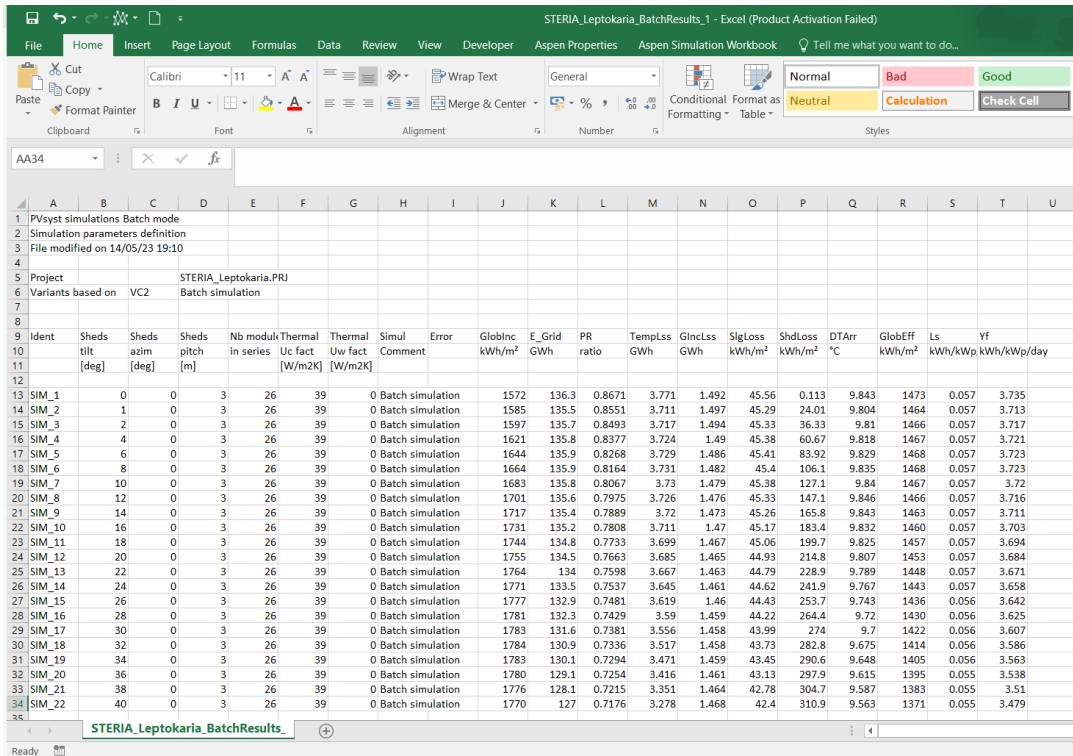 STERIA_Leptokaria_BatchResults_1 - Excel (Product Activation Failed)
File Home Insert Page Layout Formulas Data Review View Developer Aspen Properties Aspen Simulation Workbook Tell me what you want to do...
Cut
Copy
Format Painter
Paste
Calibri 11
B I U
Wrap Text
Merge & Center
General
Conditional Formatting
Format as Table
Normal Bad Good
Neutral Calculation Check Cell
Clipboard Font Alignment Number Styles
AA34 fx
A B C D E F G H I J K L M N O P Q R S T U
1 PVsyst simulations Batch mode
2 Simulation parameters definition
3 File modified on 14/05/23 19:10
4
5 Project STERIA_Leptokaria.PRJ
6 Variants based on VC2 Batch simulation
7
8
9 Ident Sheds Sheds Sheds Nb module Thermal Thermal Simul Error GlobInc E_Grid PR TempLss GIncLss SlgLoss ShdLoss DTArr GlobEff Ls Yf
10 tilt azim pitch in series Uc fact Uw fact Comment kWh/m² GWh ratio GWh GWh kWh/m² kWh/m² °C kWh/m² kWh/kWp, kWh/kWp/day
11 [deg] [deg] [m] [W/m2K] [W/m2K]
12
13 SIM_1 0 0 3 26 39 0 Batch simulation 1572 136.3 0.8671 3.771 1.492 45.56 0.113 9.843 1473 0.057 3.735
14 SIM_2 1 0 3 26 39 0 Batch simulation 1585 135.5 0.8551 3.711 1.497 45.29 24.01 9.804 1464 0.057 3.713
15 SIM_3 2 0 3 26 39 0 Batch simulation 1597 135.7 0.8493 3.717 1.494 45.33 36.33 9.81 1466 0.057 3.717
16 SIM_4 4 0 3 26 39 0 Batch simulation 1621 135.8 0.8377 3.724 1.49 45.38 60.67 9.818 1467 0.057 3.721
17 SIM_5 6 0 3 26 39 0 Batch simulation 1644 135.9 0.8268 3.729 1.486 45.41 83.92 9.829 1468 0.057 3.723
18 SIM_6 8 0 3 26 39 0 Batch simulation 1664 135.9 0.8164 3.731 1.482 45.4 106.1 9.835 1468 0.057 3.723
19 SIM_7 10 0 3 26 39 0 Batch simulation 1683 135.8 0.8067 3.73 1.479 45.38 127.1 9.84 1467 0.057 3.72
20 SIM_8 12 0 3 26 39 0 Batch simulation 1701 135.6 0.7975 3.726 1.476 45.33 147.1 9.846 1466 0.057 3.716
21 SIM_9 14 0 3 26 39 0 Batch simulation 1717 135.4 0.7889 3.72 1.473 45.26 165.8 9.843 1463 0.057 3.711
22 SIM_10 16 0 3 26 39 0 Batch simulation 1731 135.2 0.7808 3.711 1.47 45.17 183.4 9.832 1460 0.057 3.703
23 SIM_11 18 0 3 26 39 0 Batch simulation 1744 134.8 0.7733 3.699 1.467 45.06 199.7 9.825 1457 0.057 3.694
24 SIM_12 20 0 3 26 39 0 Batch simulation 1755 134.5 0.7663 3.685 1.465 44.93 214.8 9.807 1453 0.057 3.684
25 SIM_13 22 0 3 26 39 0 Batch simulation 1764 134 0.7598 3.667 1.463 44.79 228.9 9.789 1448 0.057 3.671
26 SIM_14 24 0 3 26 39 0 Batch simulation 1771 133.5 0.7537 3.645 1.461 44.62 241.9 9.767 1443 0.056 3.658
27 SIM_15 26 0 3 26 39 0 Batch simulation 1777 132.9 0.7481 3.619 1.46 44.43 253.7 9.743 1436 0.056 3.642
28 SIM_16 28 0 3 26 39 0 Batch simulation 1781 132.3 0.7429 3.59 1.459 44.22 264.4 9.72 1430 0.056 3.625
29 SIM_17 30 0 3 26 39 0 Batch simulation 1783 131.6 0.7381 3.556 1.458 43.99 274 9.7 1422 0.056 3.607
30 SIM_18 32 0 3 26 39 0 Batch simulation 1784 130.9 0.7336 3.517 1.458 43.73 282.8 9.675 1414 0.056 3.586
31 SIM_19 34 0 3 26 39 0 Batch simulation 1783 130.1 0.7294 3.471 1.459 43.45 290.6 9.648 1405 0.056 3.563
32 SIM_20 36 0 3 26 39 0 Batch simulation 1780 129.1 0.7254 3.416 1.461 43.13 297.9 9.615 1395 0.055 3.538
33 SIM_21 38 0 3 26 39 0 Batch simulation 1776 128.1 0.7215 3.351 1.464 42.78 304.7 9.587 1383 0.055 3.51
34 SIM_22 40 0 3 26 39 0 Batch simulation 1770 127 0.7176 3.278 1.468 42.4 310.9 9.563 1371 0.055 3.479
35
STERIA_Leptokaria_BatchResults_
Ready